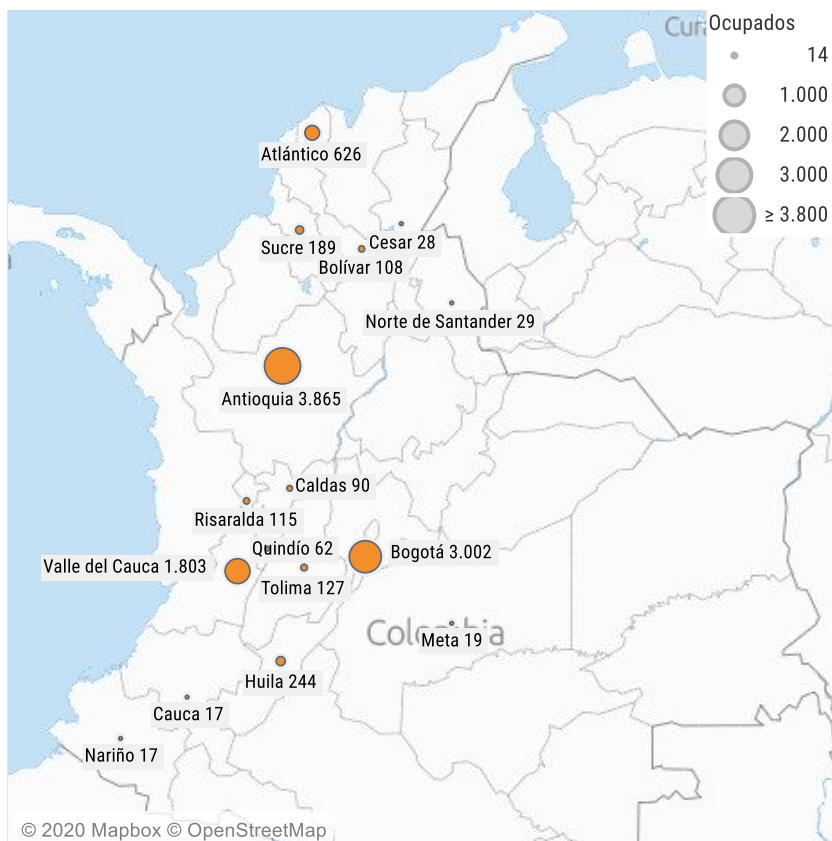 Cura
Ocupados
14
1.000
2.000
3.000
≥ 3.800
Atlántico 626
Sucre 189
Cesar 28
Bolívar 108
Norte de Santander 29
Antioquia 3.865
Caldas 90
Risaralda 115
Quindío 62
Bogotá 3.002
Valle del Cauca 1.803
Tolima 127
Colombia
Meta 19
Huila 244
Cauca 17
Nariño 17
© 2020 Mapbox © OpenStreetMap